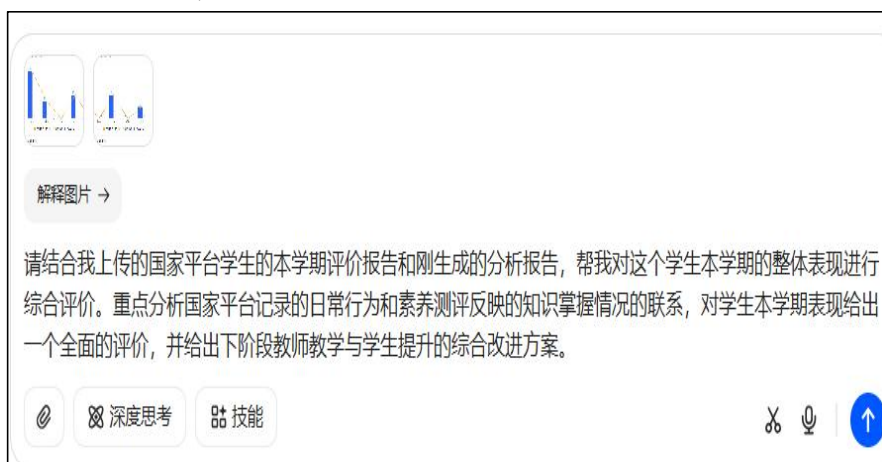 解释图片 →
请结合我上传的国家平台学生的本学期评价报告和刚生成的分析报告，帮我对这个学生本学期的整体表现进行
综合评价。重点分析国家平台记录的日常行为和素养测评反映的知识掌握情况的联系，对学生本学期表现给出
一个全面的评价，并给出下阶段教师教学与学生提升的综合改进方案。
深度思考
技能